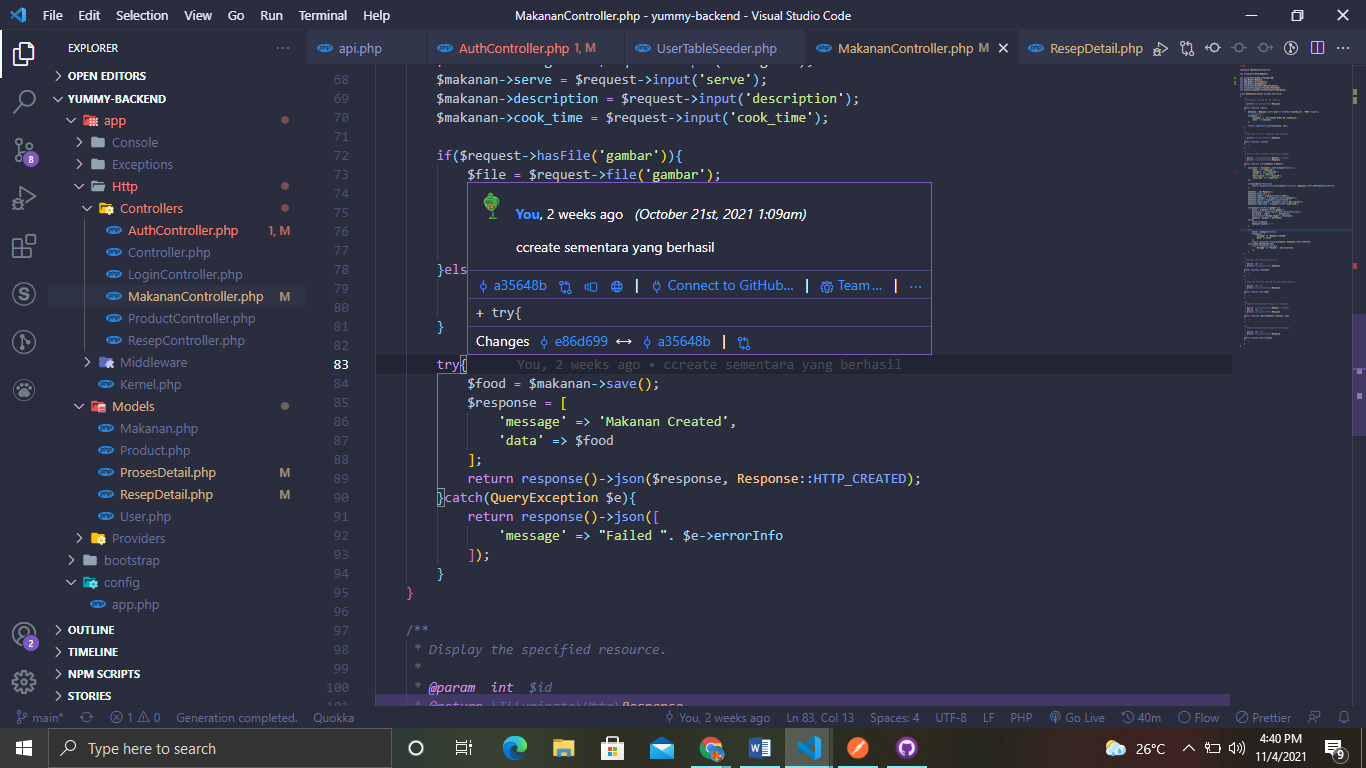 File Edit Selection View Go Run Terminal Help
MakananController.php - yummy-backend - Visual Studio Code
EXPLORER
api.php
AuthController.php 1, M
UserTableSeeder.php
MakananController.php M
ResepDetail.php
OPEN EDITORS
YUMMY-BACKEND
app
Console
Exceptions
Http
Controllers
AuthController.php 1, M
Controller.php
LoginController.php
MakananController.php M
ProductController.php
ResepController.php
Middleware
Kernel.php
Models
Makanan.php
Product.php
ProsesDetail.php M
ResepDetail.php M
User.php
Providers
bootstrap
config
app.php
OUTLINE
TIMELINE
NPM SCRIPTS
STORIES
8
2
68 $makanan->serve = $request->input('serve');
69 $makanan->description = $request->input('description');
70 $makanan->cook_time = $request->input('cook_time');
71
72 if($request->hasFile('gambar')){
73 $file = $request->file('gambar');
74
75
76
77
78 }els
79
80
81 }
82
You, 2 weeks ago (October 21st, 2021 1:09am)
ccreate sementara yang berhasil
a35648b | Connect to GitHub... | Team... | ...
+ try{
Changes e86d699 ↔ a35648b |
83 try{ You, 2 weeks ago • ccreate sementara yang berhasil
84 $food = $makanan->save();
85 $response = [
86 'message' => 'Makanan Created',
87 'data' => $food
88 ];
89 return response()->json($response, Response::HTTP_CREATED);
90 }catch(QueryException $e){
91 return response()->json([
92 'message' => "Failed ". $e->errorInfo
93 ]);
94 }
95 }
96
97 /**
98 * Display the specified resource.
99 *
100 * @param int $id
101 * @return \Illuminate\Http\Response
main* 1 0 Generation completed. Quokka
You, 2 weeks ago Ln 83, Col 13 Spaces: 4 UTF-8 LF PHP Go Live 40m Flow Prettier
Type here to search
26°C
4:40 PM
11/4/2021
9